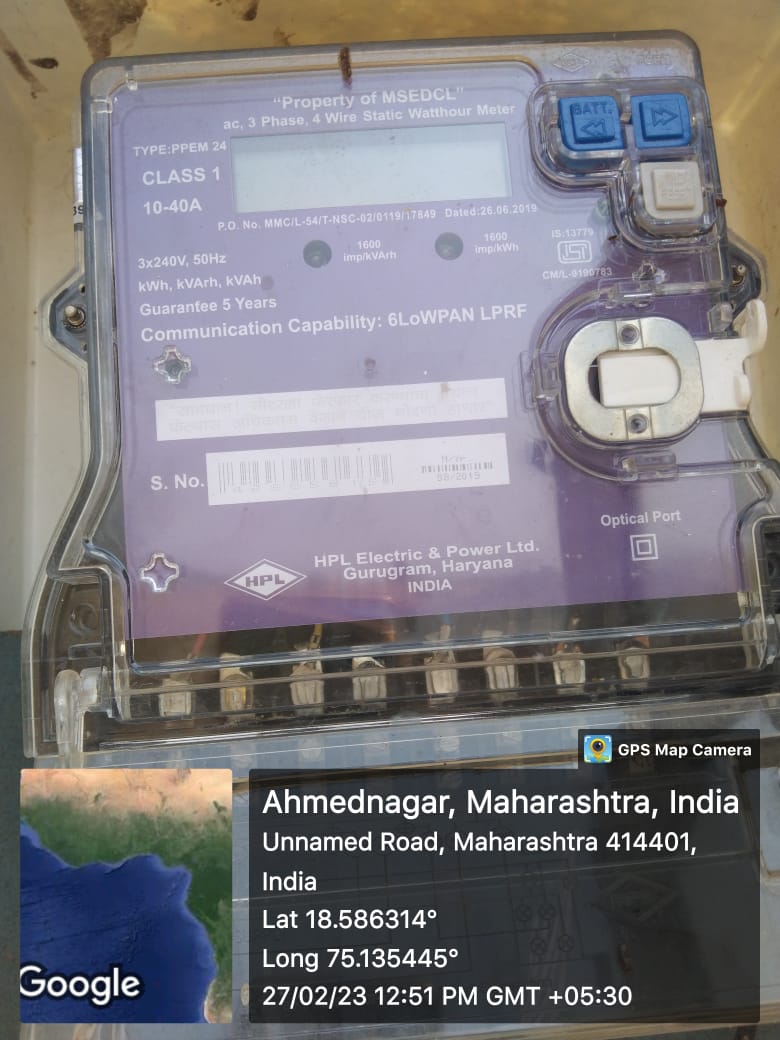 "Property of MSEDCL"
ac, 3 Phase, 4 Wire Static Watthour Meter
TYPE:PPEM 24
CLASS 1
10-40A
BATT.
P.O. No. MMC/L-54/T-NSC-02/0119/17849 Dated:26.06.2019
3x240V, 50Hz
1600
imp/kVArh
1600
imp/kWh
IS:13779
ISI
CM/L-9190783
kWh, kVArh, kVAh
Guarantee 5 Years
Communication Capability: 6LoWPAN LPRF
S. No.
M/Yr.
Optical Port
HPL
HPL Electric & Power Ltd.
Gurugram, Haryana
INDIA
GPS Map Camera
Google
Ahmednagar, Maharashtra, India
Unnamed Road, Maharashtra 414401,
India
Lat 18.586314°
Long 75.135445°
27/02/23 12:51 PM GMT +05:30